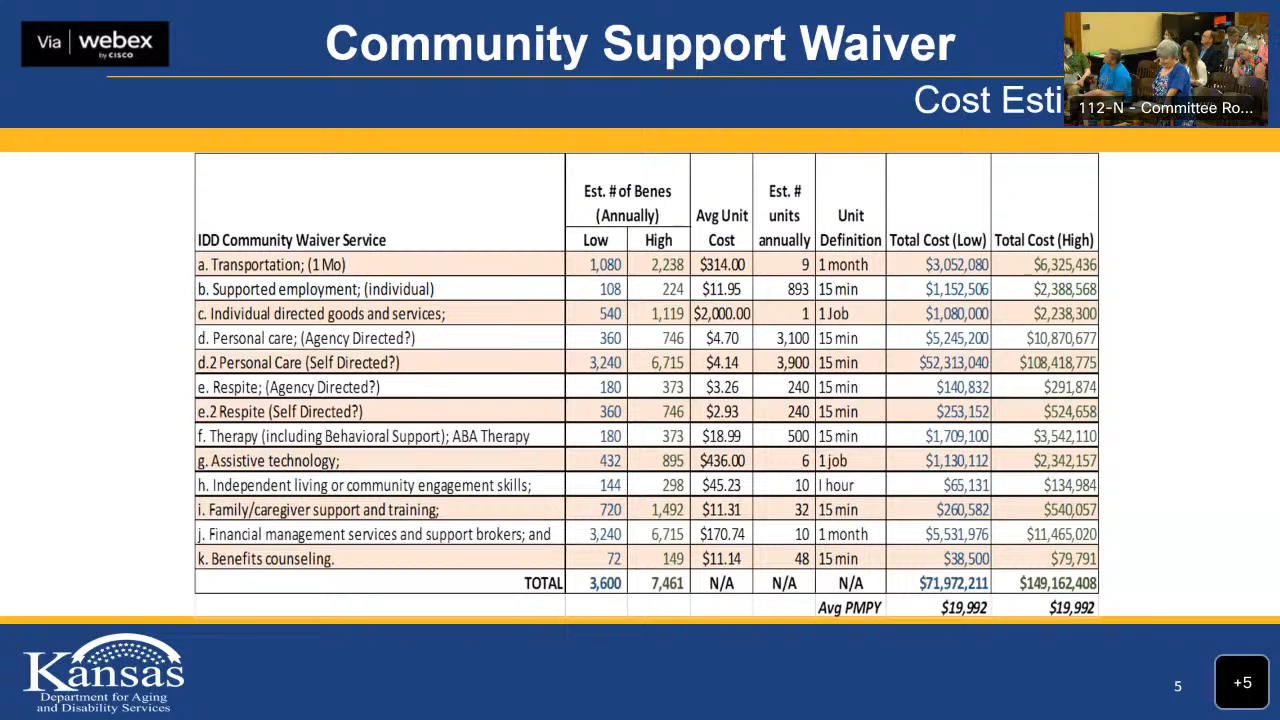 Via | webex
by CISCO
Community Support Waiver
Cost Esti
112-N - Committee Ro...
Est. # of Benes
(Annually)
Avg Unit
Cost
Est. #
units
annually
Unit
Definition
IDD Community Waiver Service Low High Total Cost (Low) Total Cost (High)
a. Transportation; (1 Mo) 1,080 2,238 $314.00 9 1 month $3,052,080 $6,325,436
b. Supported employment; (individual) 108 224 $11.95 893 15 min $1,152,506 $2,388,568
c. Individual directed goods and services; 540 1,119 $2,000.00 1 1 Job $1,080,000 $2,238,300
d. Personal care; (Agency Directed?) 360 746 $4.70 3,100 15 min $5,245,200 $10,870,677
d.2 Personal Care (Self Directed?) 3,240 6,715 $4.14 3,900 15 min $52,313,040 $108,418,775
e. Respite; (Agency Directed?) 180 373 $3.26 240 15 min $140,832 $291,874
e.2 Respite (Self Directed?) 360 746 $2.93 240 15 min $253,152 $524,658
f. Therapy (including Behavioral Support); ABA Therapy 180 373 $18.99 500 15 min $1,709,100 $3,542,110
g. Assistive technology; 432 895 $436.00 6 1 job $1,130,112 $2,342,157
h. Independent living or community engagement skills; 144 298 $45.23 10 l hour $65,131 $134,984
i. Family/caregiver support and training; 720 1,492 $11.31 32 15 min $260,582 $540,057
j. Financial management services and support brokers; and 3,240 6,715 $170.74 10 1 month $5,531,976 $11,465,020
k. Benefits counseling. 72 149 $11.14 48 15 min $38,500 $79,791
TOTAL 3,600 7,461 N/A N/A N/A $71,972,211 $149,162,408
Avg PMPY $19,992 $19,992
Kansas
Department for Aging
and Disability Services
5
+5